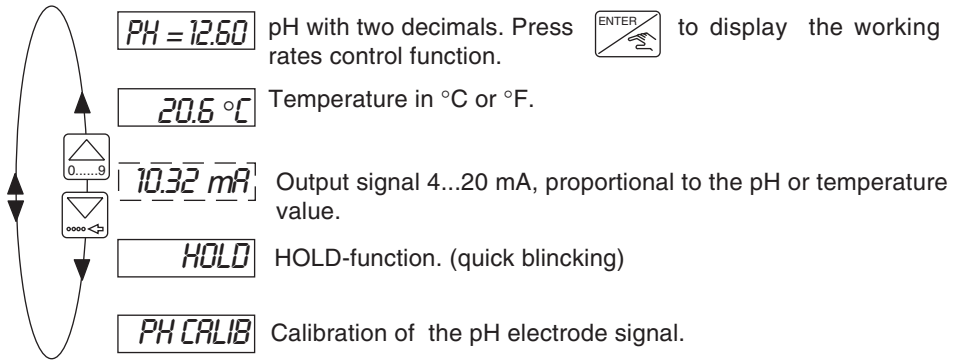 PH = 12.60 pH with two decimals. Press ENTER to display the working
rates control function.
20.6 °C Temperature in °C or °F.
0......9
10.32 mA Output signal 4...20 mA, proportional to the pH or temperature
value.
HOLD HOLD-function. (quick blincking)
PH CALIB Calibration of the pH electrode signal.